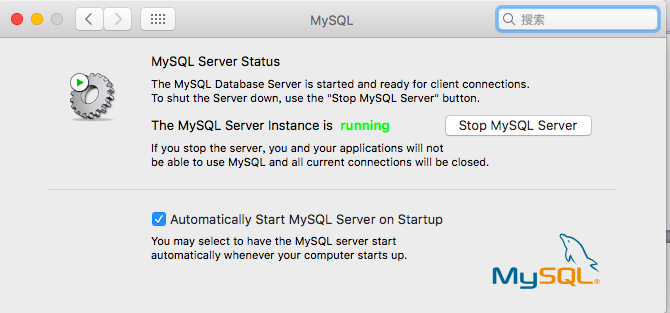 MySQL
搜索
MySQL Server Status
The MySQL Database Server is started and ready for client connections.
To shut the Server down, use the "Stop MySQL Server" button.
The MySQL Server Instance is running
Stop MySQL Server
If you stop the server, you and your applications will not
be able to use MySQL and all current connections will be closed.
Automatically Start MySQL Server on Startup
You may select to have the MySQL server start
automatically whenever your computer starts up.
MySQL®